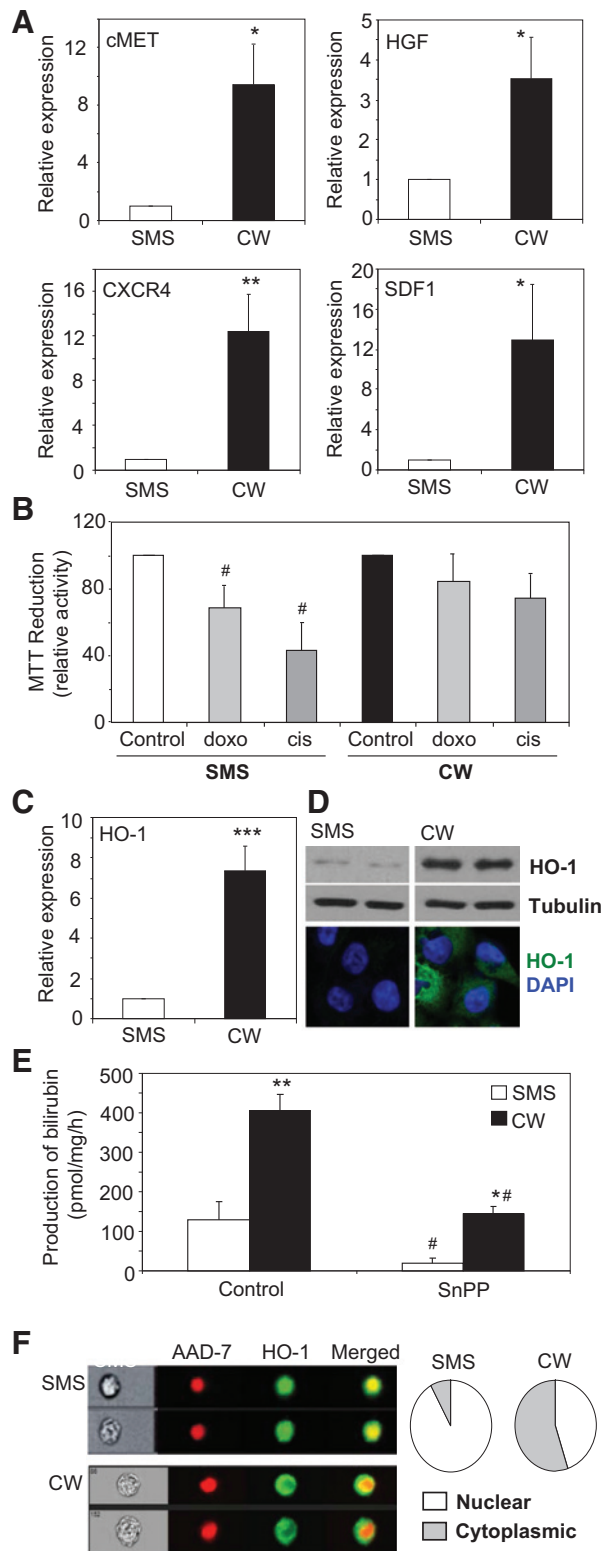 A
cMET
HGF
Relative expression
12
8
4
0
*
SMS
CW
Relative expression
5
4
3
2
1
0
*
SMS
CW
CXCR4
SDF1
Relative expression
16
12
8
4
0
**
SMS
CW
Relative expression
20
16
12
8
4
0
*
SMS
CW
B
MTT Reduction
(relative activity)
120
80
40
0
#
#
Control
doxo
cis
Control
doxo
cis
SMS
CW
C
HO-1
Relative expression
10
8
6
4
2
0
***
SMS
CW
D
SMS
CW
HO-1
Tubulin
HO-1
DAPI
E
Production of bilirubin
(pmol/mg/h)
500
400
300
200
100
0
**
#
*#
SMS
CW
Control
SnPP
F
AAD-7
HO-1
Merged
SMS
CW
SMS
CW
Nuclear
Cytoplasmic